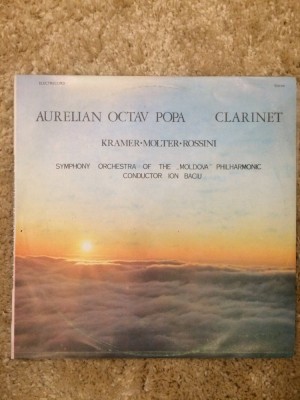 AURELIAN OCTAV POPA CLARINET
KRAMER·MOLTER·ROSSINI
SYMPHONY ORCHESTRA OF THE „MOLDOVA" PHILHARMONIC
CONDUCTOR ION BACIU